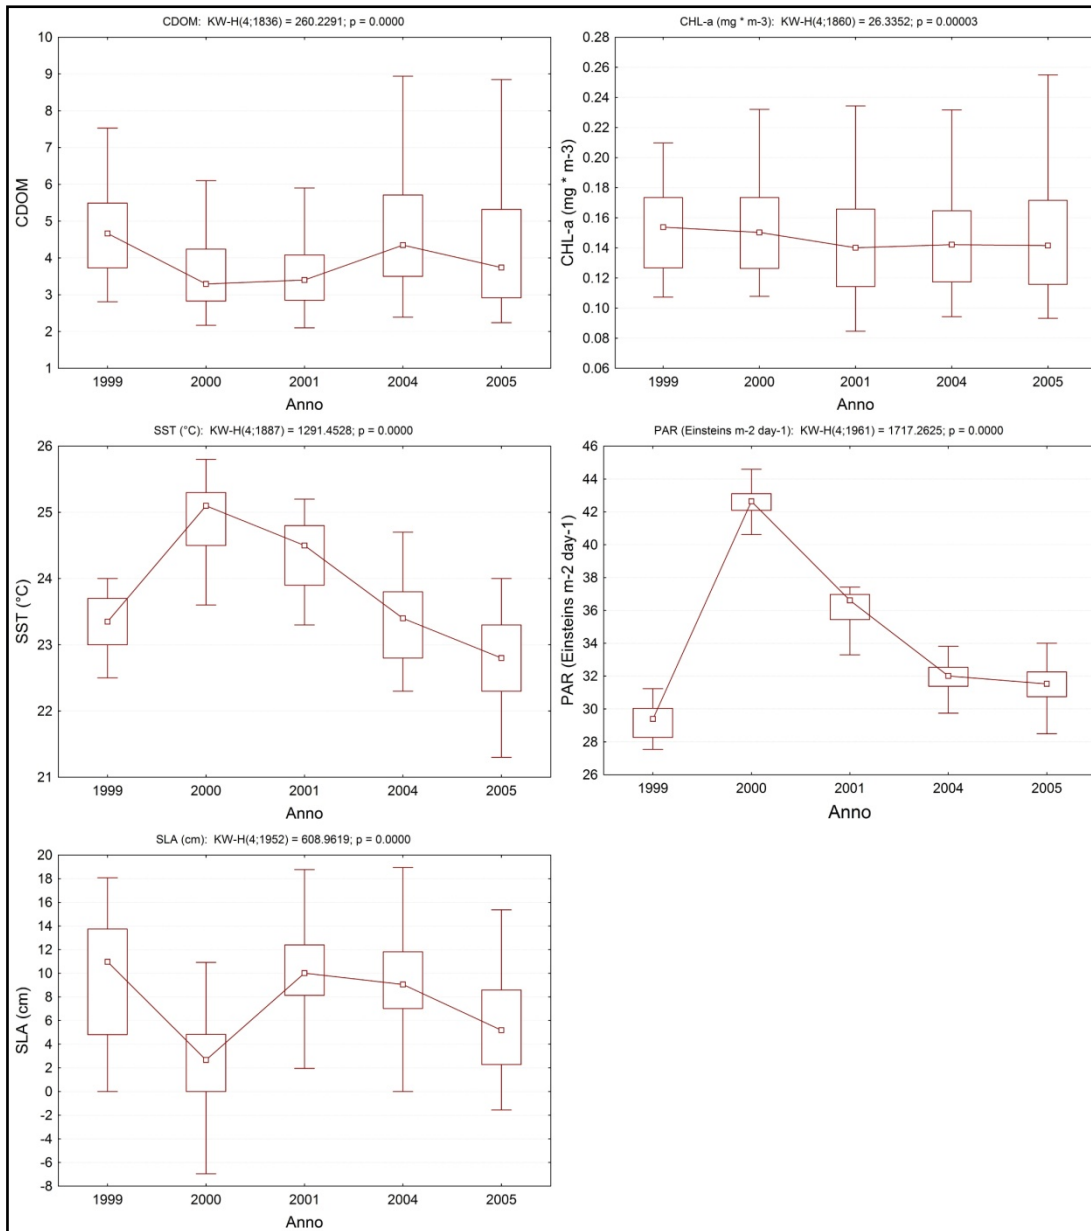 CDOM: KW-H(4;1836) = 260.2291; p = 0.0000
10
9
8
7
6
5
4
3
2
1
CDOM
1999 2000 2001 2004 2005
Anno
CHL-a (mg * m-3): KW-H(4;1860) = 26.3352; p = 0.00003
0.28
0.26
0.24
0.22
0.20
0.18
0.16
0.14
0.12
0.10
0.08
0.06
CHL-a (mg * m-3)
1999 2000 2001 2004 2005
Anno
SST (°C): KW-H(4;1887) = 1291.4528; p = 0.0000
26
25
24
23
22
21
SST (°C)
1999 2000 2001 2004 2005
Anno
PAR (Einsteins m-2 day-1): KW-H(4;1961) = 1717.2625; p = 0.0000
46
44
42
40
38
36
34
32
30
28
26
PAR (Einsteins m-2 day-1)
1999 2000 2001 2004 2005
Anno
SLA (cm): KW-H(4;1952) = 608.9619; p = 0.0000
20
18
16
14
12
10
8
6
4
2
0
-2
-4
-6
-8
SLA (cm)
1999 2000 2001 2004 2005
Anno